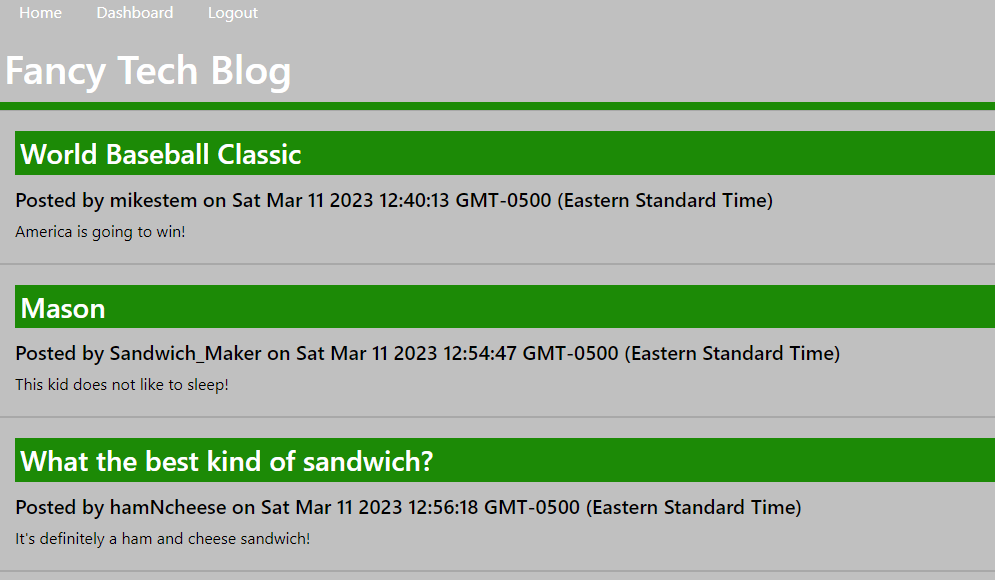 Home Dashboard Logout
Fancy Tech Blog
World Baseball Classic
Posted by mikestem on Sat Mar 11 2023 12:40:13 GMT-0500 (Eastern Standard Time)
America is going to win!
Mason
Posted by Sandwich_Maker on Sat Mar 11 2023 12:54:47 GMT-0500 (Eastern Standard Time)
This kid does not like to sleep!
What the best kind of sandwich?
Posted by hamNcheese on Sat Mar 11 2023 12:56:18 GMT-0500 (Eastern Standard Time)
It's definitely a ham and cheese sandwich!